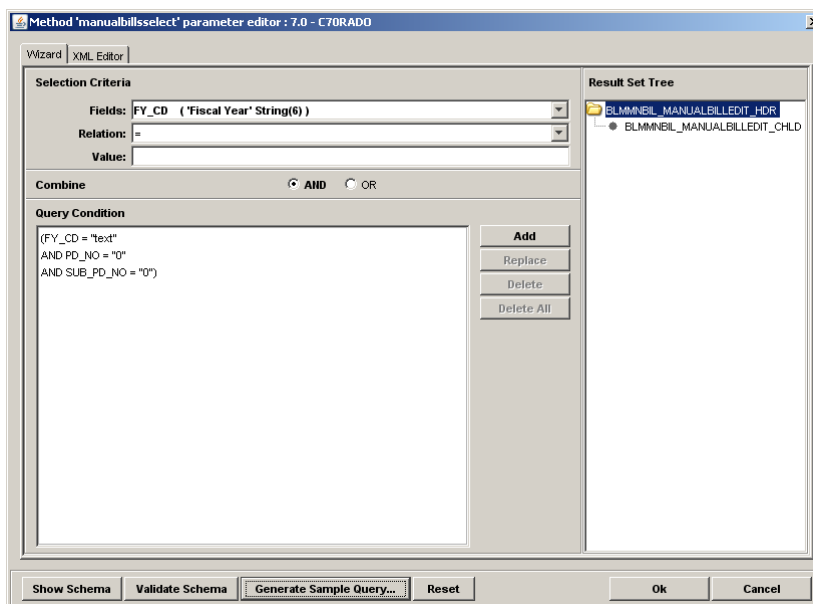 Method 'manualbillsselect' parameter editor : 7.0 - C70RADO
Wizard
XML Editor
Selection Criteria
Fields: FY_CD ( 'Fiscal Year' String(6) )
Relation: =
Value:
Combine AND OR
Query Condition
(FY_CD = "text"
AND PD_NO = "0"
AND SUB_PD_NO = "0")
Add
Replace
Delete
Delete All
Result Set Tree
BLMMNBIL_MANUALBILLEDIT_HDR
BLMMNBIL_MANUALBILLEDIT_CHLD
Show Schema Validate Schema Generate Sample Query... Reset Ok Cancel